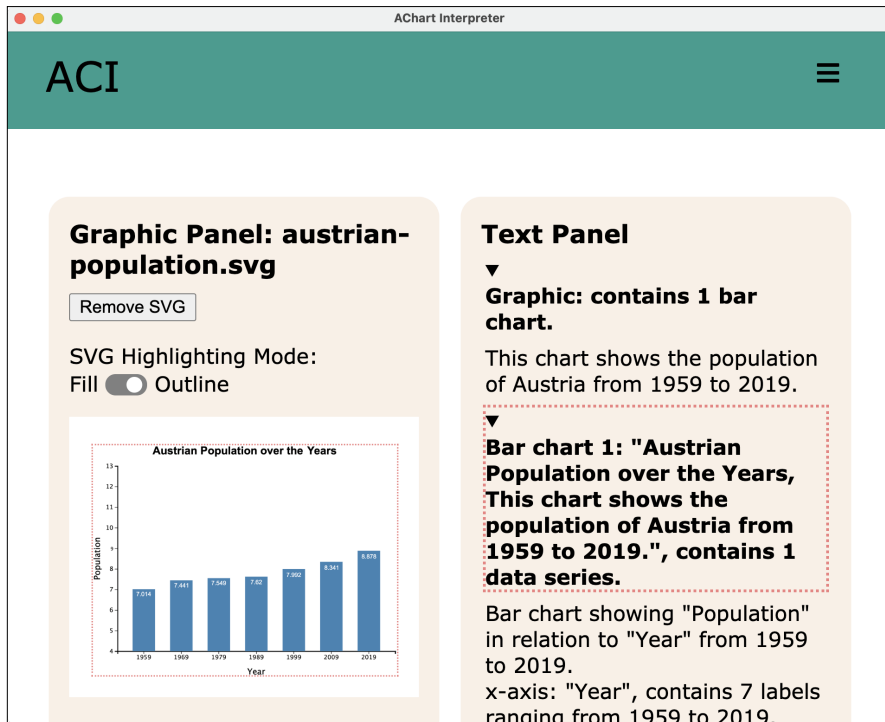 AChart Interpreter
ACI
Graphic Panel: austrian-
population.svg
Remove SVG
SVG Highlighting Mode:
Fill Outline
Austrian Population over the Years
13
12
11
10
9
8
7
6
5
4
Population
7.014
7.441
7.549
7.62
7.992
8.341
8.878
1959 1969 1979 1989 1999 2009 2019
Year
Text Panel
Graphic: contains 1 bar
chart.
This chart shows the population
of Austria from 1959 to 2019.
Bar chart 1: "Austrian
Population over the Years,
This chart shows the
population of Austria from
1959 to 2019.", contains 1
data series.
Bar chart showing "Population"
in relation to "Year" from 1959
to 2019.
x-axis: "Year", contains 7 labels
ranging from 1959 to 2019.